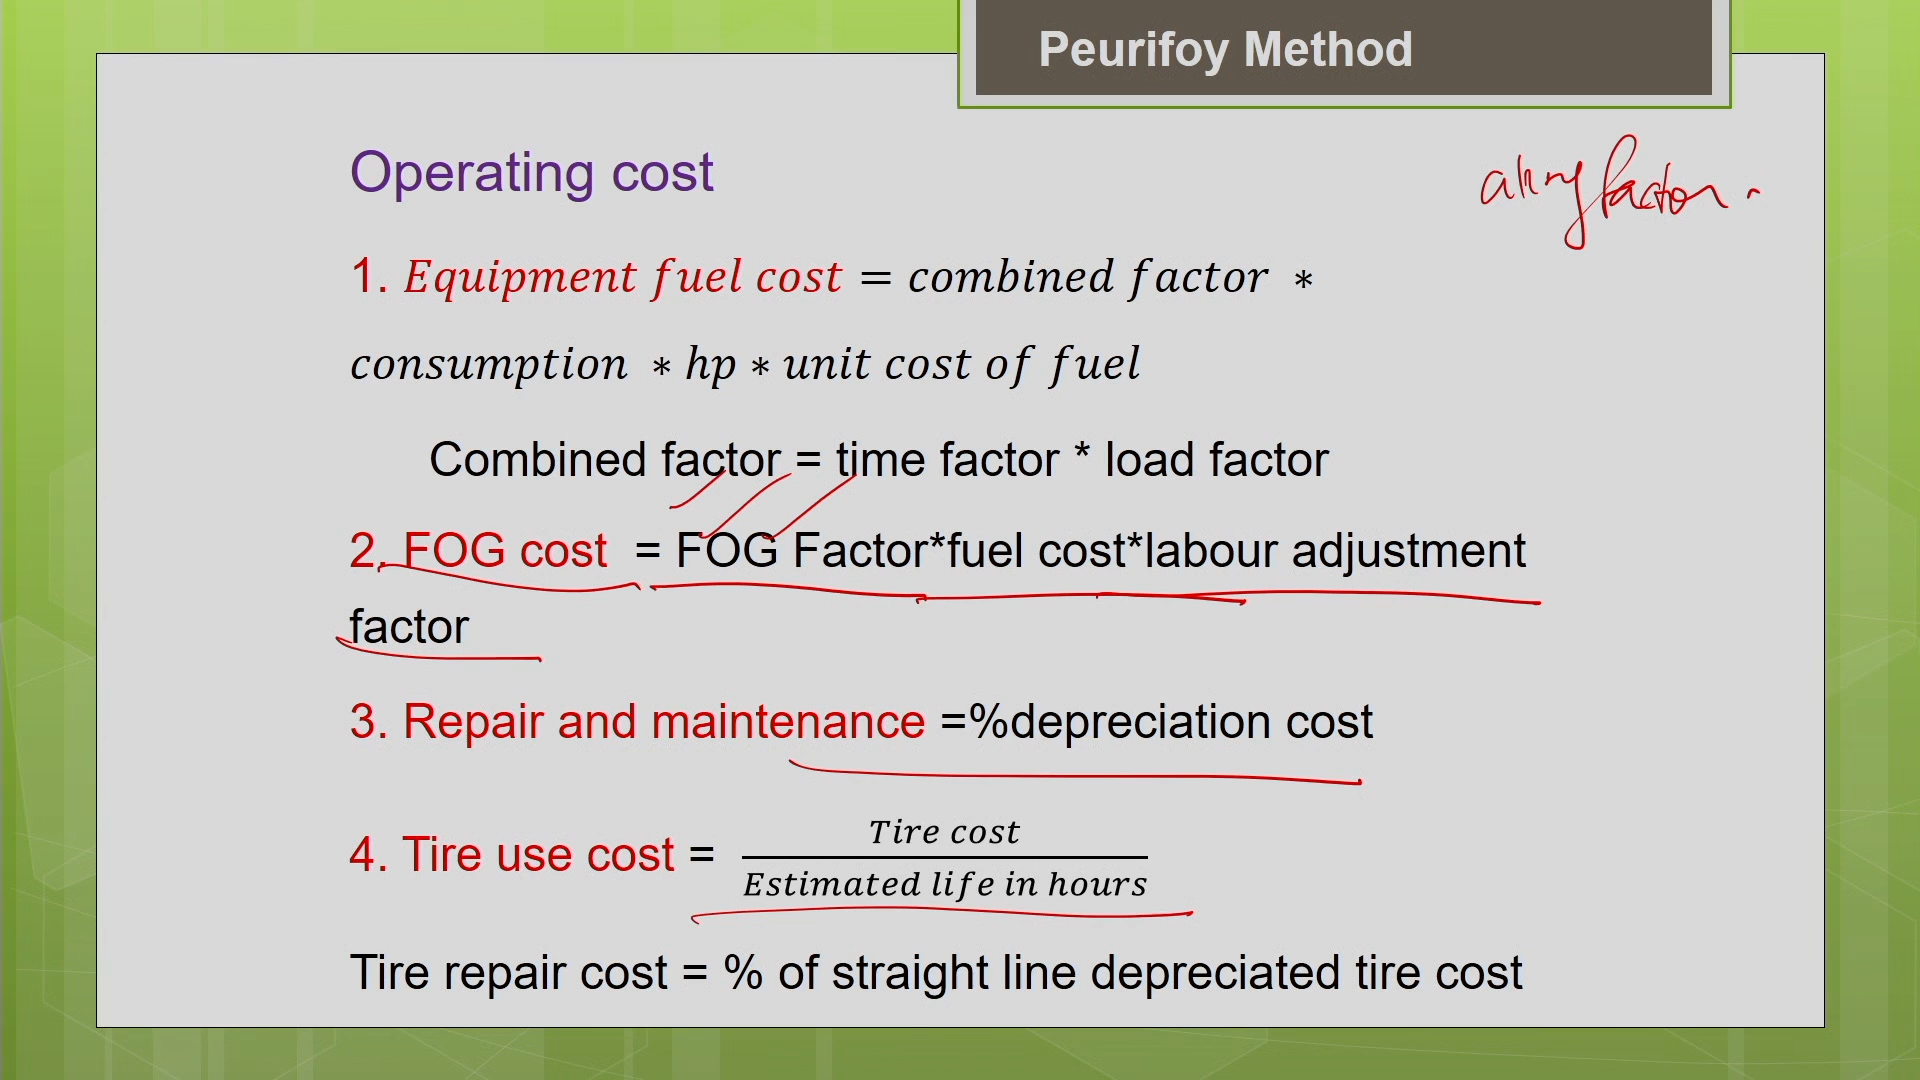 Peurifoy Method
Operating cost
1. Equipment fuel cost = combined factor *
consumption * hp * unit cost of fuel
Combined factor = time factor * load factor
2. FOG cost = FOG Factor*fuel cost*labour adjustment
factor
3. Repair and maintenance =%depreciation cost
4. Tire use cost = Tire cost
Estimated life in hours
Tire repair cost = % of straight line depreciated tire cost
factor